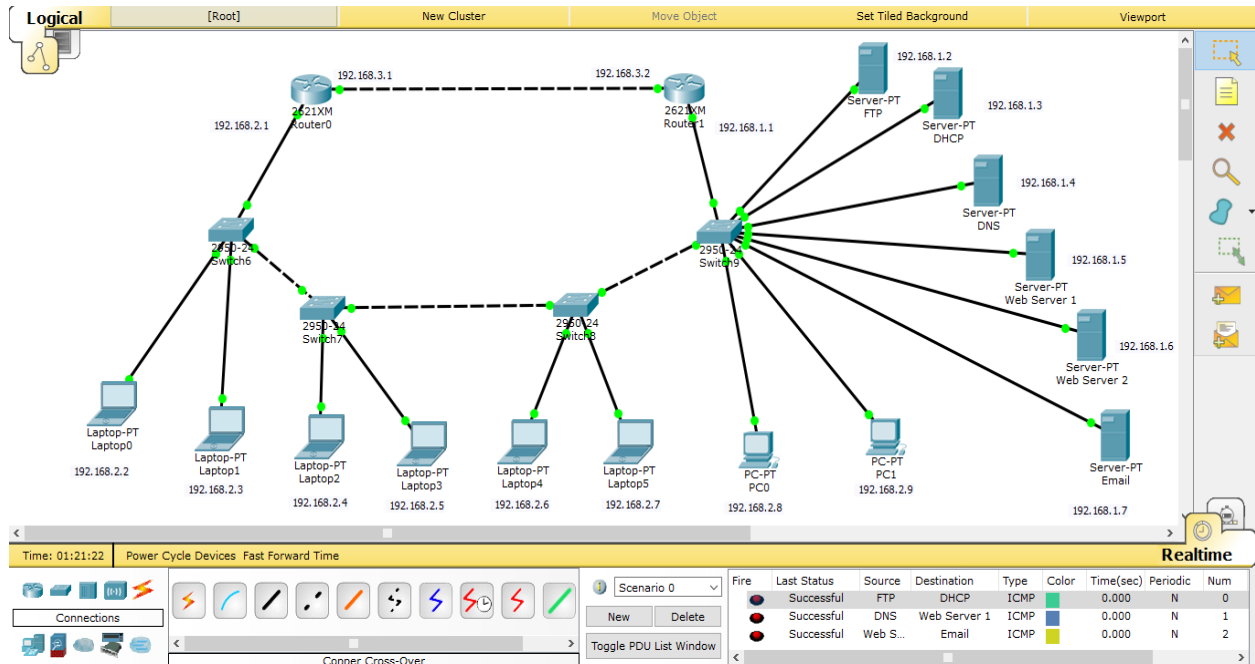 Logical [Root] New Cluster Move Object Set Tiled Background Viewport
192.168.3.1
192.168.3.2
192.168.1.2
2621XM
Router0
2621XM
Router1
Server-PT
FTP
192.168.1.3
192.168.2.1
192.168.1.1
Server-PT
DHCP
192.168.1.4
Server-PT
DNS
2950-24
Switch6
2950-24
Switch9
192.168.1.5
Server-PT
Web Server 1
2950-24
Switch7
2950-24
Switch8
192.168.1.6
Server-PT
Web Server 2
Laptop-PT
Laptop0
192.168.2.2
Laptop-PT
Laptop1
192.168.2.3
Laptop-PT
Laptop2
192.168.2.4
Laptop-PT
Laptop3
192.168.2.5
Laptop-PT
Laptop4
192.168.2.6
Laptop-PT
Laptop5
192.168.2.7
PC-PT
PC0
192.168.2.8
PC-PT
PC1
192.168.2.9
Server-PT
Email
192.168.1.7
Time: 01:21:22 Power Cycle Devices Fast Forward Time Realtime
Connections
Copper Cross-Over
Scenario 0
New Delete
Toggle PDU List Window
Fire Last Status Source Destination Type Color Time(sec) Periodic Num
Successful FTP DHCP ICMP 0.000 N 0
Successful DNS Web Server 1 ICMP 0.000 N 1
Successful Web S... Email ICMP 0.000 N 2